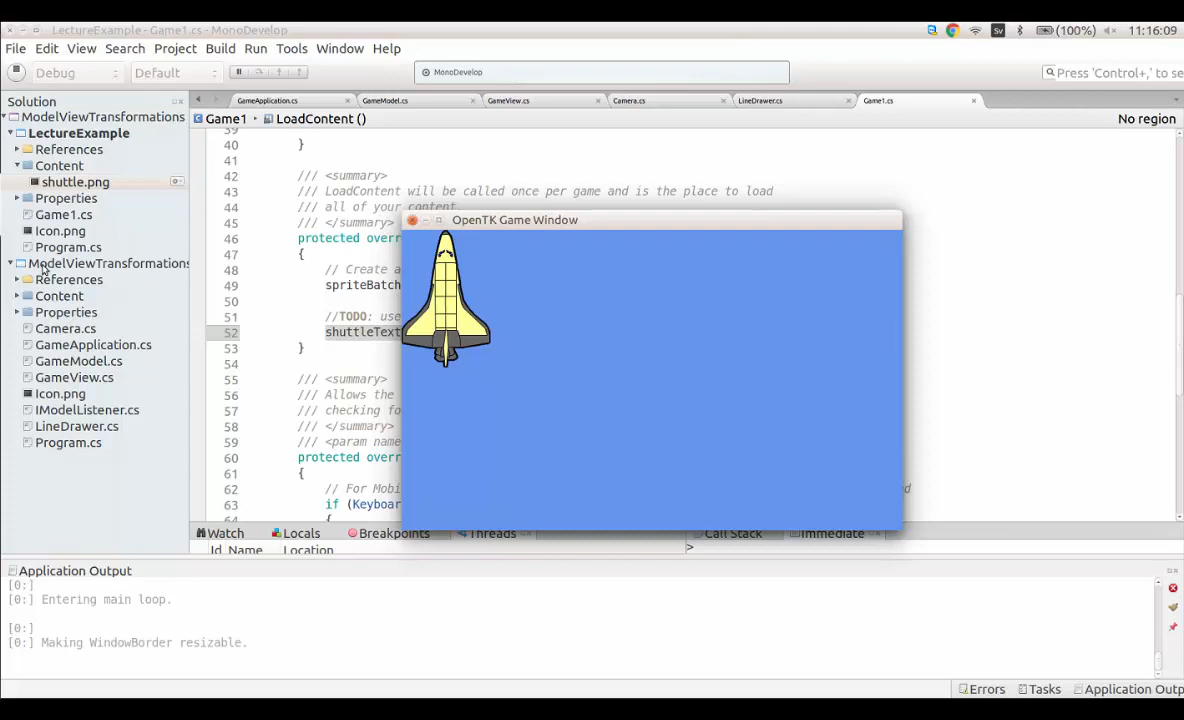 LectureExample - Game1.cs - MonoDevelop
Sv
(100%)
11:16:09
File Edit View Search Project Build Run Tools Window Help
Debug
Default
MonoDevelop
Press 'Control+,' to se
Solution
GameApplication.cs
GameModel.cs
GameView.cs
Camera.cs
LineDrawer.cs
Game1.cs
ModelViewTransformations
Game1
LoadContent ()
No region
LectureExample
References
Content
shuttle.png
Properties
Game1.cs
Icon.png
Program.cs
ModelViewTransformations
References
Content
Properties
Camera.cs
GameApplication.cs
GameModel.cs
GameView.cs
Icon.png
IModelListener.cs
LineDrawer.cs
Program.cs
39
40 }
41
42 /// <summary>
43 /// LoadContent will be called once per game and is the place to load
44 /// all of your content.
45 /// </summary>
46 protected overr
47 {
48 // Create a
49 spriteBatch
50
51 //TODO: use
52 shuttleText
53 }
54
55 /// <summary>
56 /// Allows the
57 /// checking fo
58 /// </summary>
59 /// <param name
60 protected overr
61 {
62 // For Mobi
63 if (Keyboar
64 {
OpenTK Game Window
Watch
Locals
Breakpoints
Threads
Call Stack
Immediate
Id Name Location
>
Application Output
[0:]
[0:] Entering main loop.
[0:]
[0:] Making WindowBorder resizable.
Errors
Tasks
Application Outp